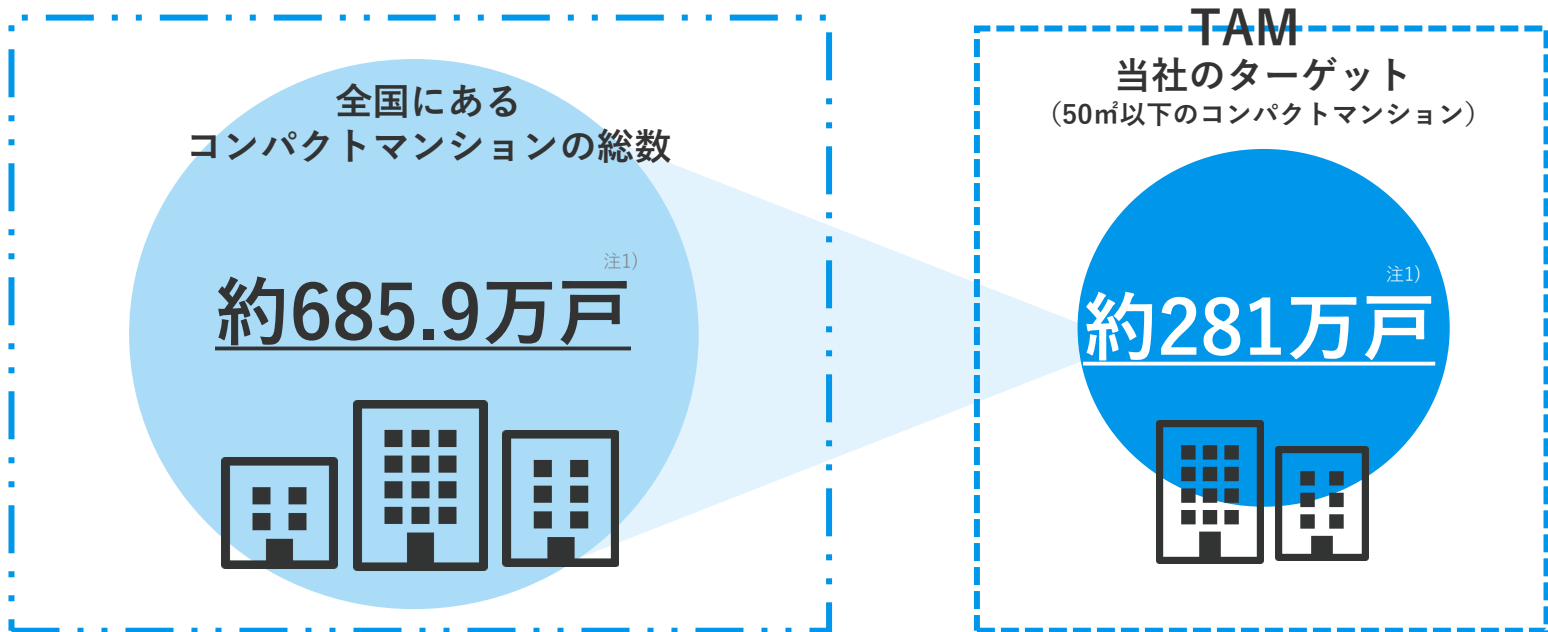 全国にある
コンパクトマンションの総数
注1)
約685.9万戸
TAM
当社のターゲット
（50㎡以下のコンパクトマンション）
注1)
約281万戸